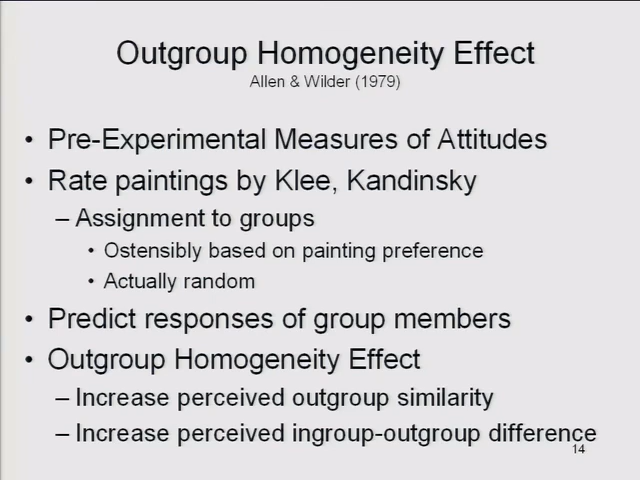 Outgroup Homogeneity Effect
Allen & Wilder (1979)
• Pre-Experimental Measures of Attitudes
• Rate paintings by Klee, Kandinsky
– Assignment to groups
• Ostensibly based on painting preference
• Actually random
• Predict responses of group members
• Outgroup Homogeneity Effect
– Increase perceived outgroup similarity
– Increase perceived ingroup-outgroup difference
14